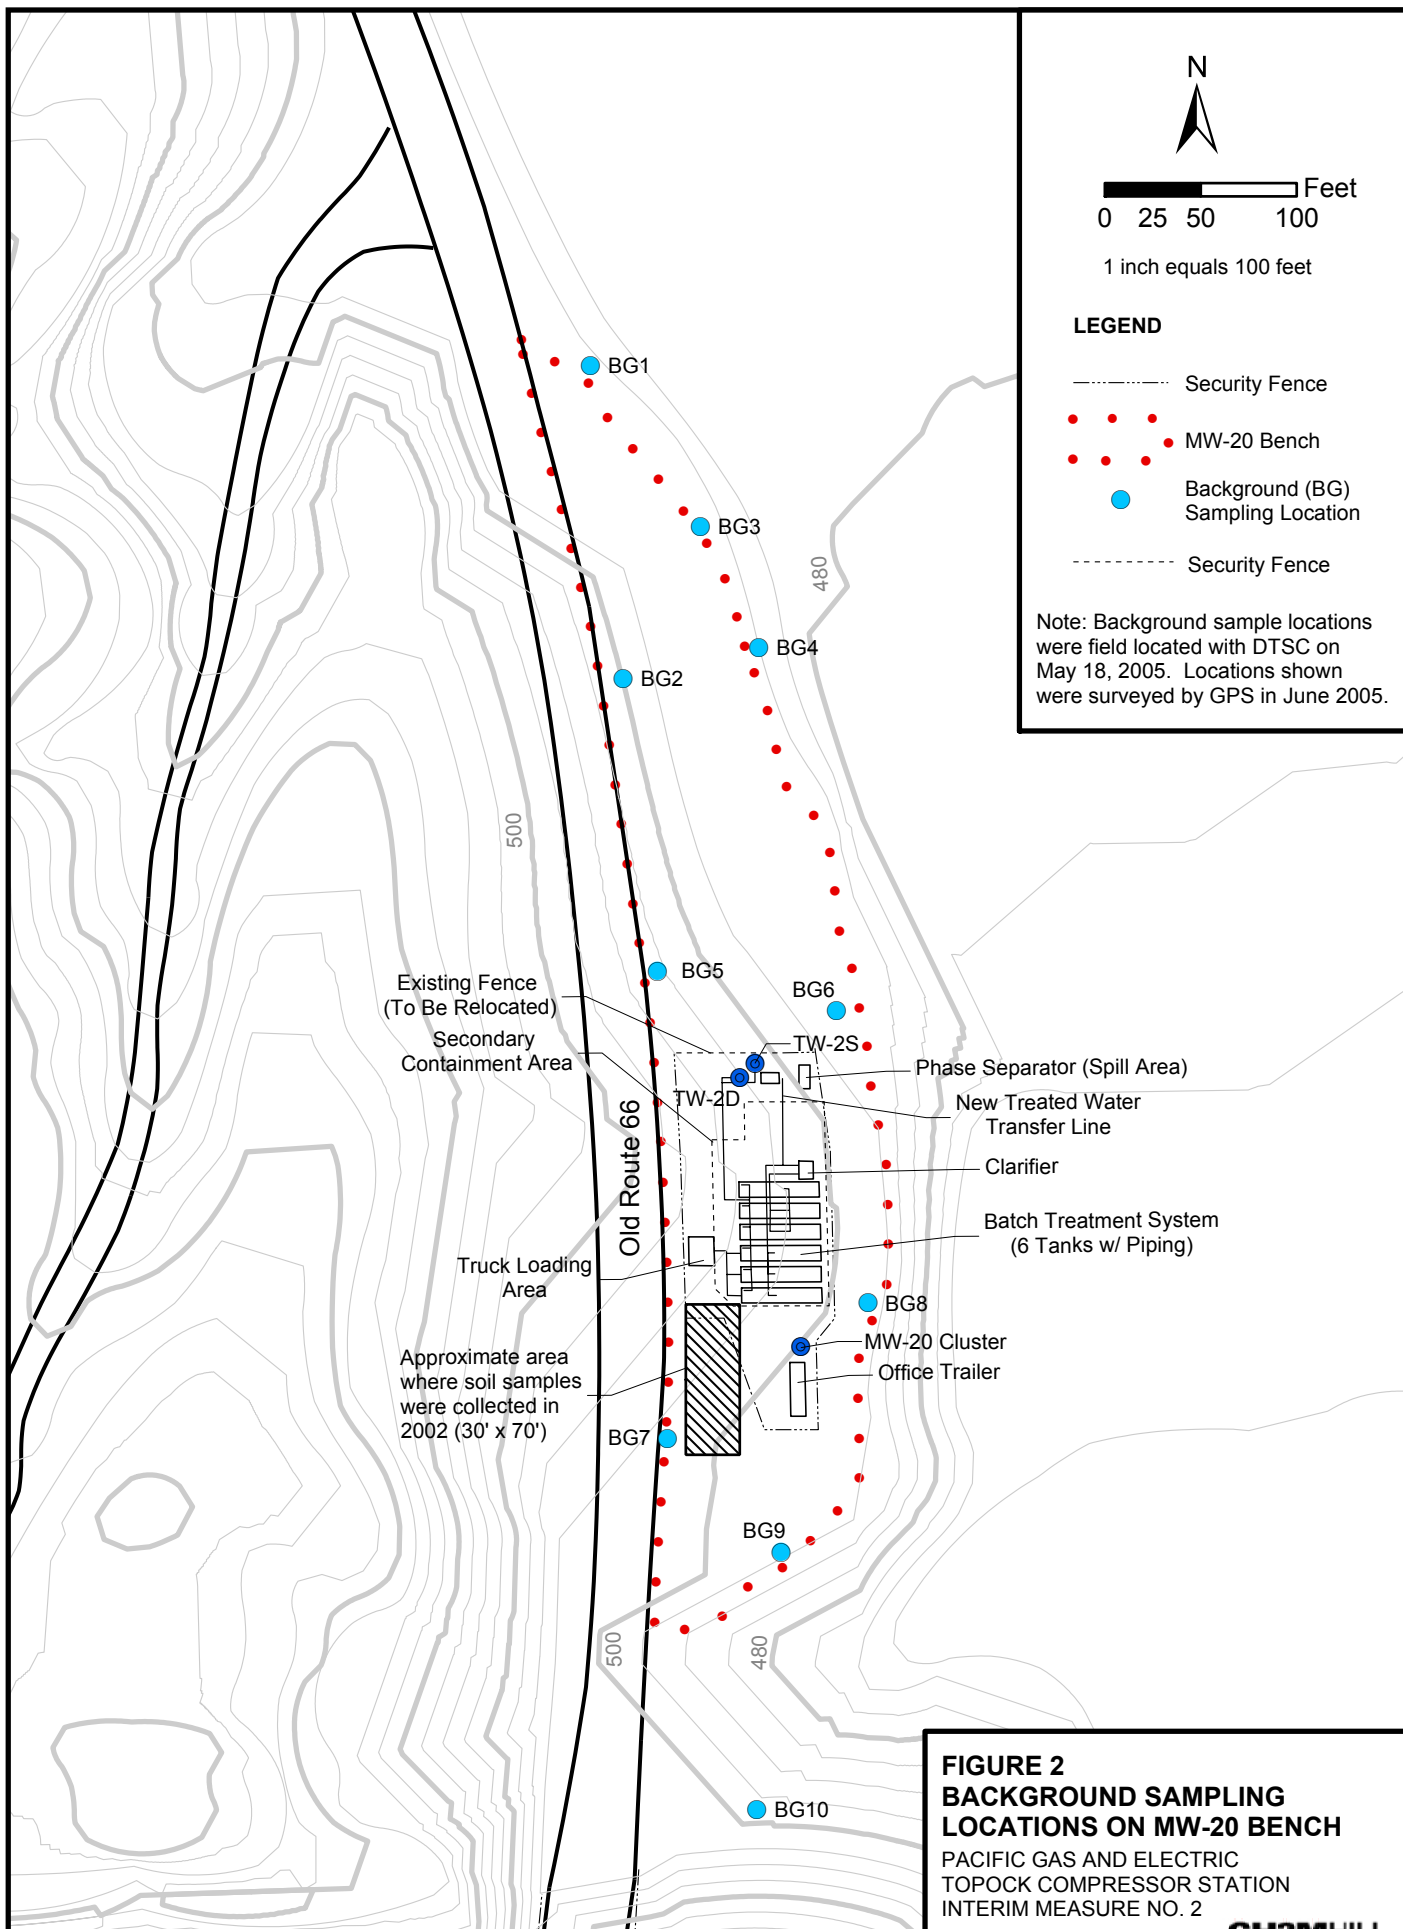 N
Feet
0 25 50 100
1 inch equals 100 feet
LEGEND
Security Fence
MW-20 Bench
Background (BG)
Sampling Location
Security Fence
Note: Background sample locations
were field located with DTSC on
May 18, 2005. Locations shown
were surveyed by GPS in June 2005.
BG1
BG3
480
BG4
BG2
500
BG5
Existing Fence
(To Be Relocated)
BG6
Secondary
Containment Area
TW-2S
Phase Separator (Spill Area)
TW-2D
New Treated Water
Transfer Line
Old Route 66
Clarifier
Batch Treatment System
(6 Tanks w/ Piping)
Truck Loading
Area
BG8
MW-20 Cluster
Office Trailer
Approximate area
where soil samples
were collected in
2002 (30' x 70')
BG7
BG9
500
480
BG10
FIGURE 2
BACKGROUND SAMPLING
LOCATIONS ON MW-20 BENCH
PACIFIC GAS AND ELECTRIC
TOPOCK COMPRESSOR STATION
INTERIM MEASURE NO. 2